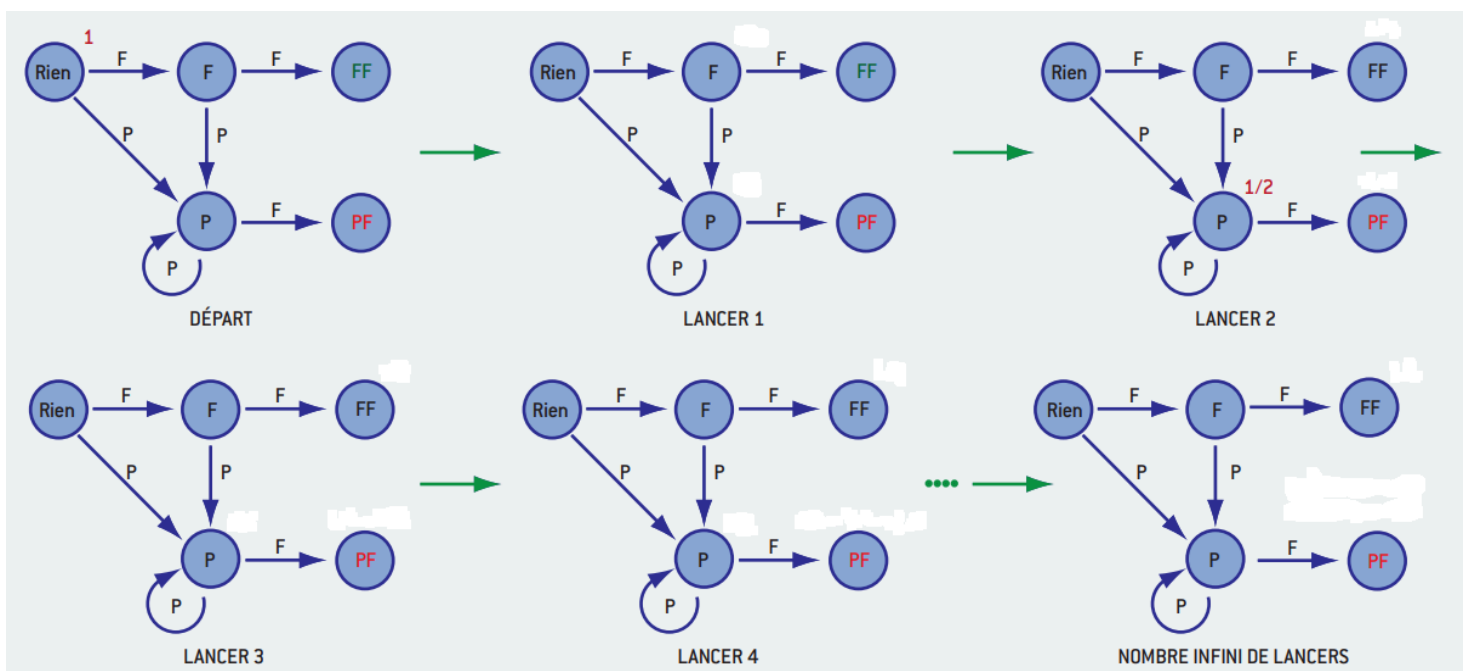 1
F F F F F F
Rien F FF Rien F FF Rien F FF
P P P P P P
1/2
F F F
P PF P PF P PF
P P P
DÉPART LANCER 1 LANCER 2
F F F F F F
Rien F FF Rien F FF Rien F FF
P P P P P P
F F F
P PF P PF P PF
P P P
LANCER 3 LANCER 4 NOMBRE INFINI DE LANCERS